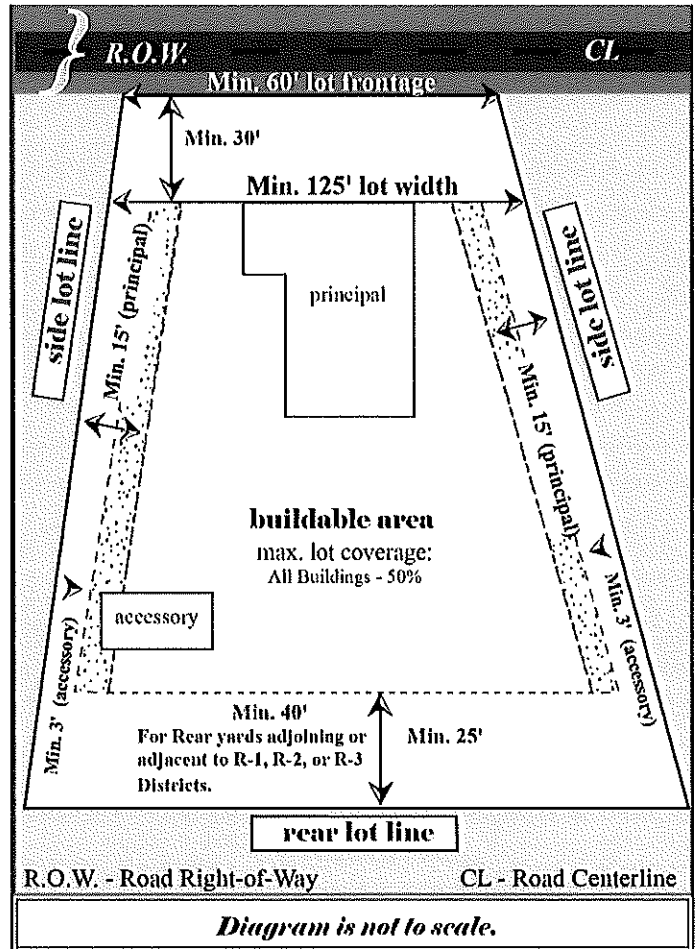 R.O.W. CL
Min. 60' lot frontage
Min. 30'
Min. 125' lot width
side lot line
Min. 15' (principal)
principal
side lot line
Min. 15' (principal)
buildable area
max. lot coverage:
All Buildings - 50%
accessory
Min. 3' (accessory)
Min. 3' (accessory)
Min. 40'
For Rear yards adjoining or
adjacent to R-1, R-2, or R-3
Districts.
Min. 25'
rear lot line
R.O.W. - Road Right-of-Way CL - Road Centerline
Diagram is not to scale.